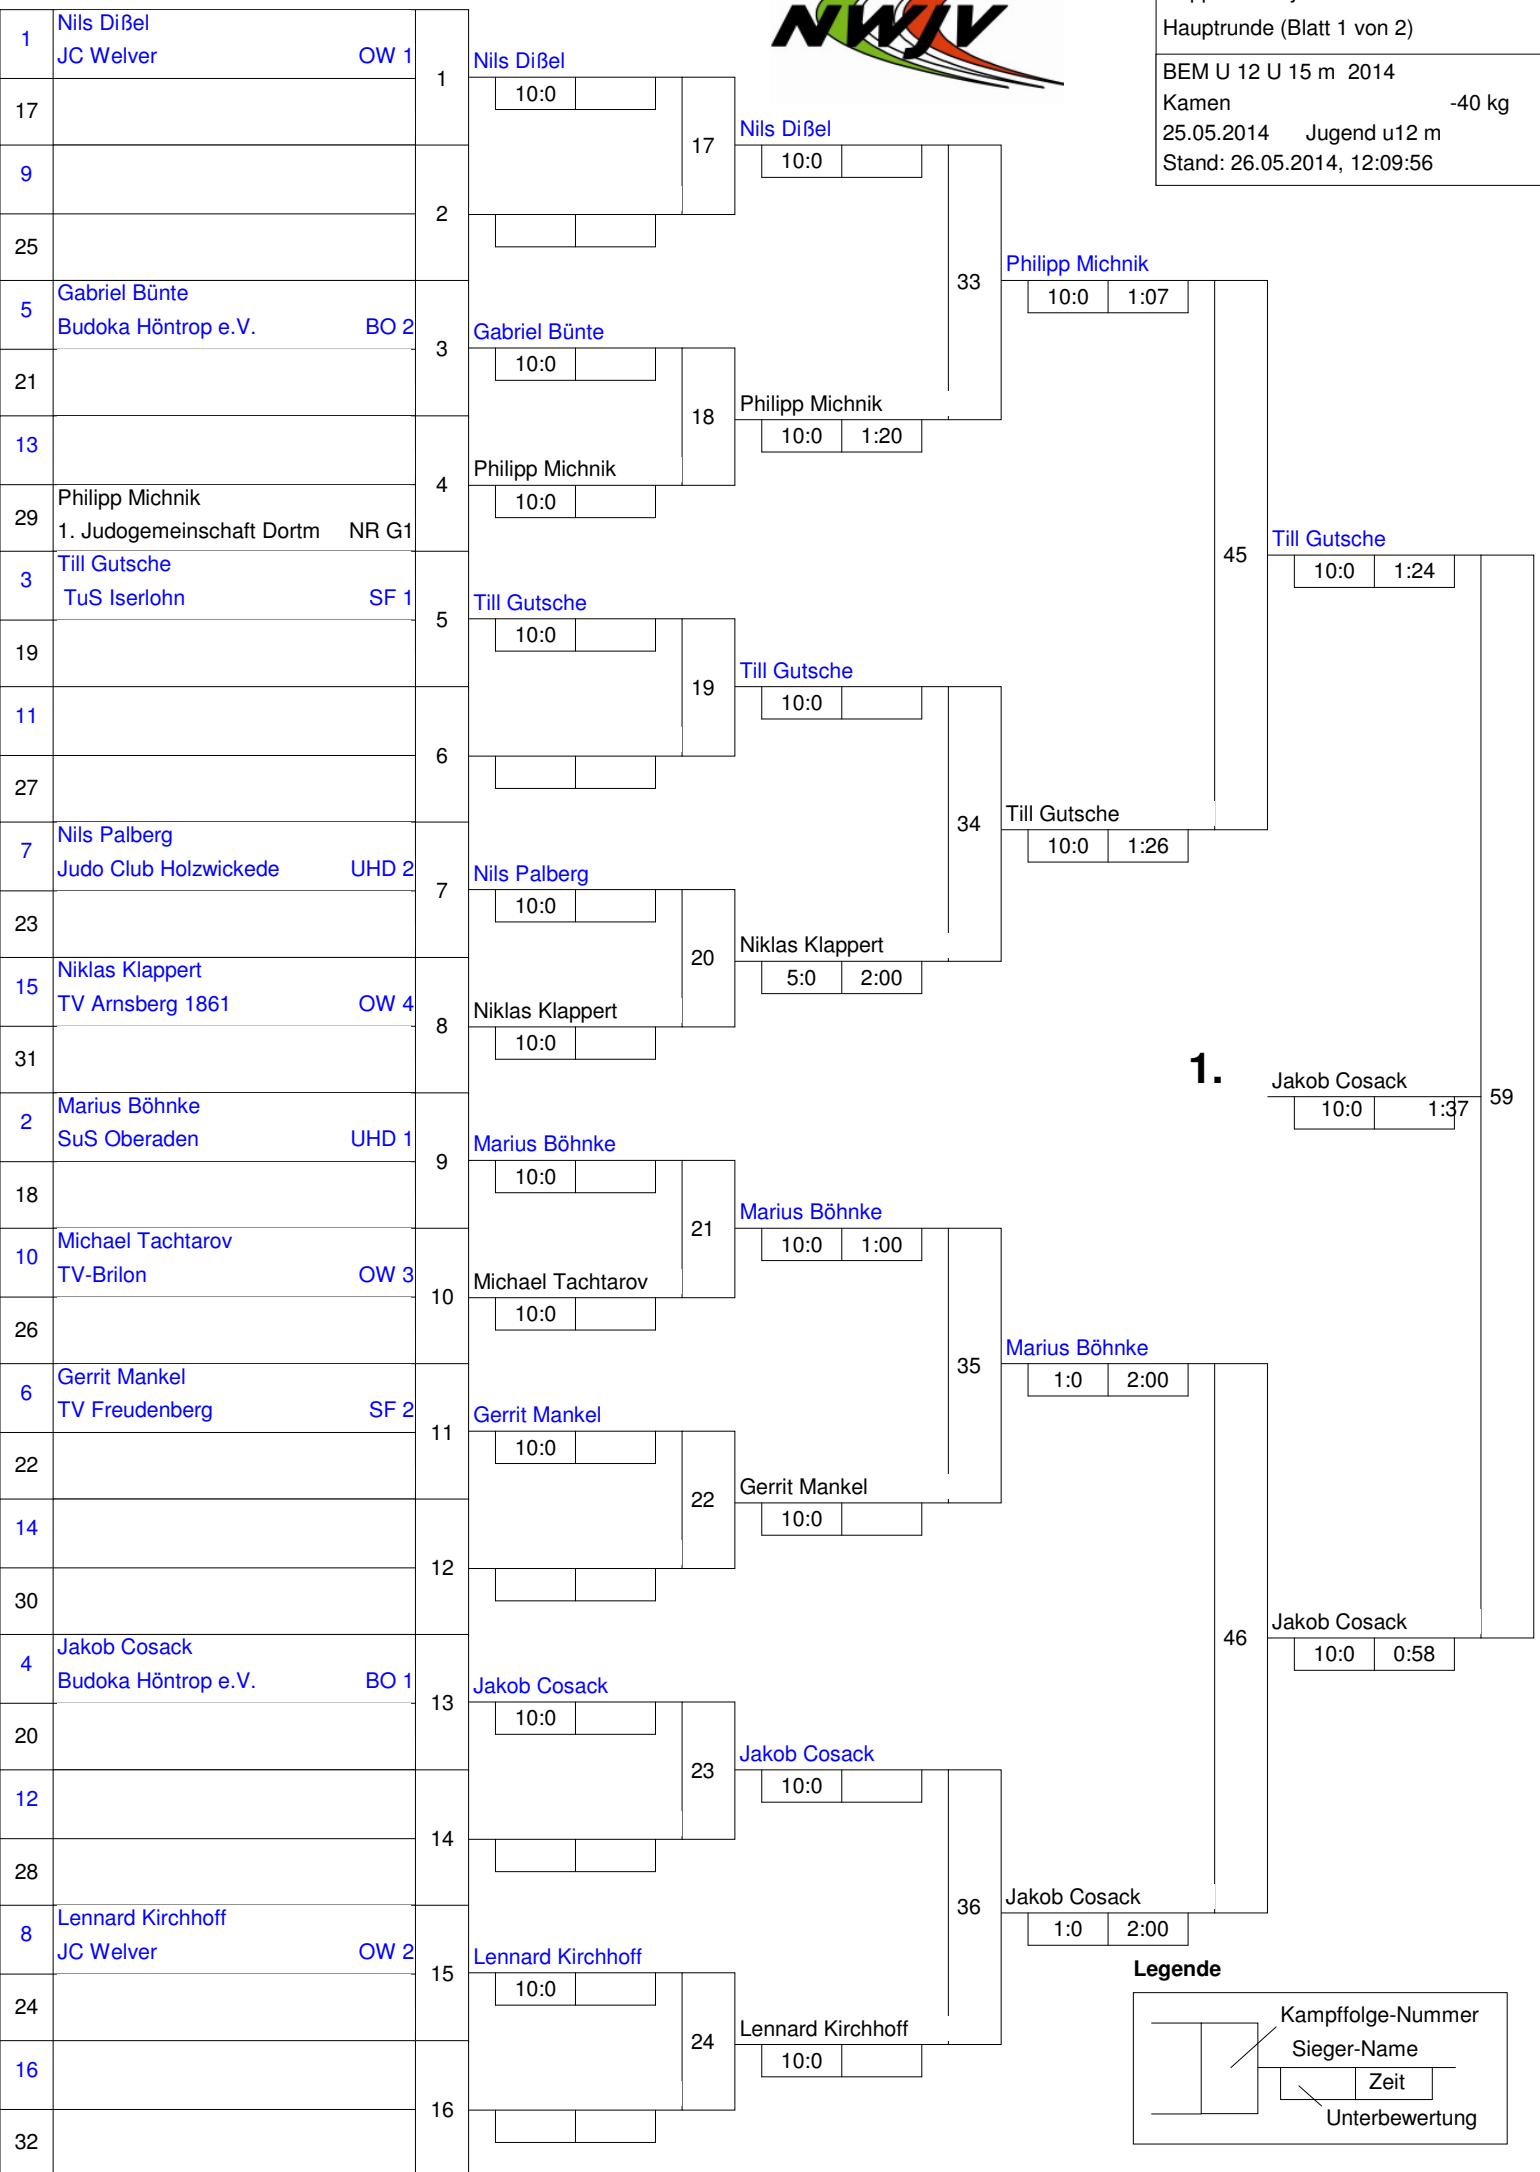 NWJV
Hauptrunde (Blatt 1 von 2)
BEM U 12 U 15 m 2014
Kamen -40 kg
25.05.2014 Jugend u12 m
Stand: 26.05.2014, 12:09:56
1 Nils Dißel
JC Welver OW 1
17
9
25
5 Gabriel Bünte
Budoka Höntrop e.V. BO 2
21
13
29 Philipp Michnik
1. Judogemeinschaft Dortm NR G1
3 Till Gutsche
TuS Iserlohn SF 1
19
11
27
7 Nils Palberg
Judo Club Holzwickede UHD 2
23
15 Niklas Klappert
TV Arnsberg 1861 OW 4
31
2 Marius Böhnke
SuS Oberaden UHD 1
18
10 Michael Tachtarov
TV-Brilon OW 3
26
6 Gerrit Mankel
TV Freudenberg SF 2
22
14
30
4 Jakob Cosack
Budoka Höntrop e.V. BO 1
20
12
28
8 Lennard Kirchhoff
JC Welver OW 2
24
16
32
1 Nils Dißel
10:0
2
3 Gabriel Bünte
10:0
4 Philipp Michnik
10:0
5 Till Gutsche
10:0
6
7 Nils Palberg
10:0
8 Niklas Klappert
10:0
9 Marius Böhnke
10:0
10 Michael Tachtarov
10:0
11 Gerrit Mankel
10:0
12
13 Jakob Cosack
10:0
14
15 Lennard Kirchhoff
10:0
16
17 Nils Dißel
10:0
18 Philipp Michnik
10:0 1:20
19 Till Gutsche
10:0
20 Niklas Klappert
5:0 2:00
21 Marius Böhnke
10:0 1:00
22 Gerrit Mankel
10:0
23 Jakob Cosack
10:0
24 Lennard Kirchhoff
10:0
33 Philipp Michnik
10:0 1:07
34 Till Gutsche
10:0 1:26
35 Marius Böhnke
1:0 2:00
36 Jakob Cosack
1:0 2:00
45 Till Gutsche
10:0 1:24
46 Jakob Cosack
10:0 0:58
1. Jakob Cosack 59
10:0 1:37
Legende
Kampffolge-Nummer
Sieger-Name
Zeit
Unterbewertung